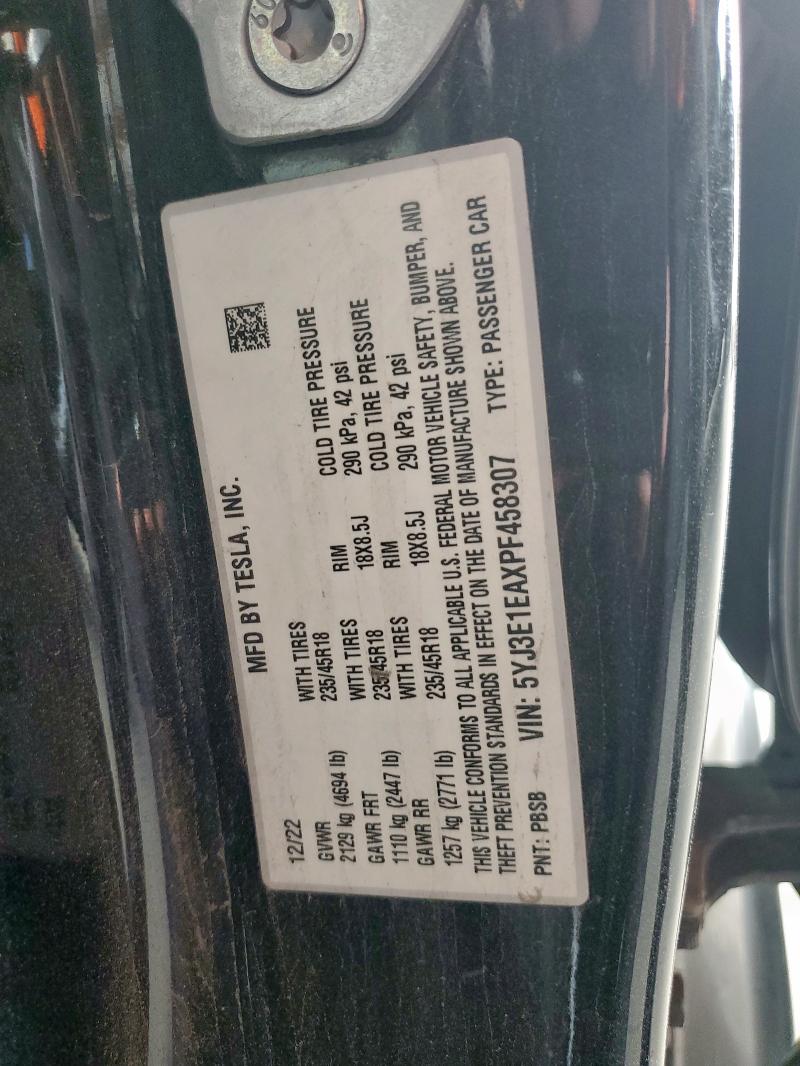 60
MFD BY TESLA, INC.
12/22
GVWR WITH TIRES RIM COLD TIRE PRESSURE
2129 kg (4694 lb) 235/45R18 18X8.5J 290 kPa, 42 psi
GAWR FRT WITH TIRES RIM COLD TIRE PRESSURE
1110 kg (2447 lb) 235/45R18 18X8.5J 290 kPa, 42 psi
GAWR RR WITH TIRES
1257 kg (2771 lb) 235/45R18
THIS VEHICLE CONFORMS TO ALL APPLICABLE U.S. FEDERAL MOTOR VEHICLE SAFETY, BUMPER, AND
THEFT PREVENTION STANDARDS IN EFFECT ON THE DATE OF MANUFACTURE SHOWN ABOVE.
PNT: PBSB VIN: 5YJ3E1EAXPF458307 TYPE: PASSENGER CAR